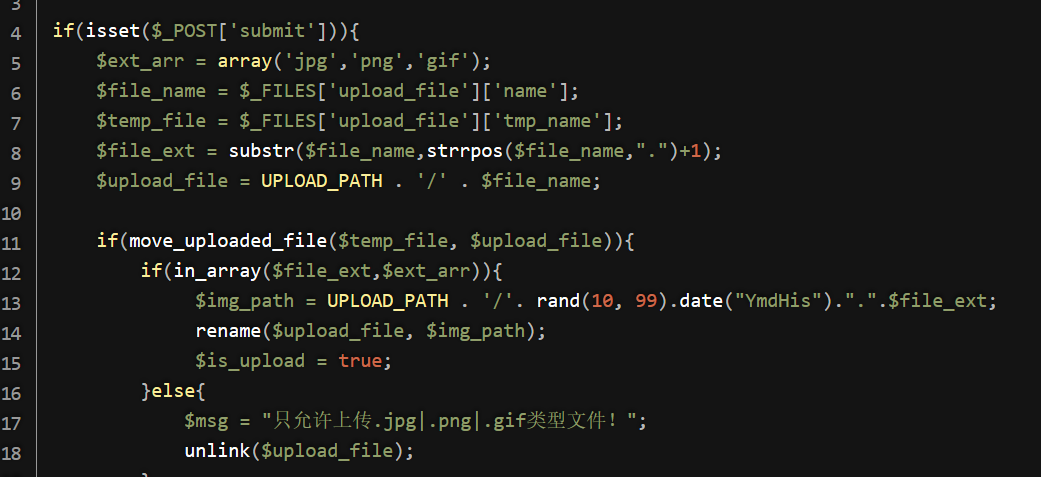 3
4 if(isset($_POST['submit'])){
5 $ext_arr = array('jpg','png','gif');
6 $file_name = $_FILES['upload_file']['name'];
7 $temp_file = $_FILES['upload_file']['tmp_name'];
8 $file_ext = substr($file_name,strrpos($file_name,".")+1);
9 $upload_file = UPLOAD_PATH . '/' . $file_name;
10
11 if(move_uploaded_file($temp_file, $upload_file)){
12 if(in_array($file_ext,$ext_arr)){
13 $img_path = UPLOAD_PATH . '/'. rand(10, 99).date("YmdHis").".".$file_ext;
14 rename($upload_file, $img_path);
15 $is_upload = true;
16 }else{
17 $msg = "只允许上传.jpg|.png|.gif类型文件！";
18 unlink($upload_file);